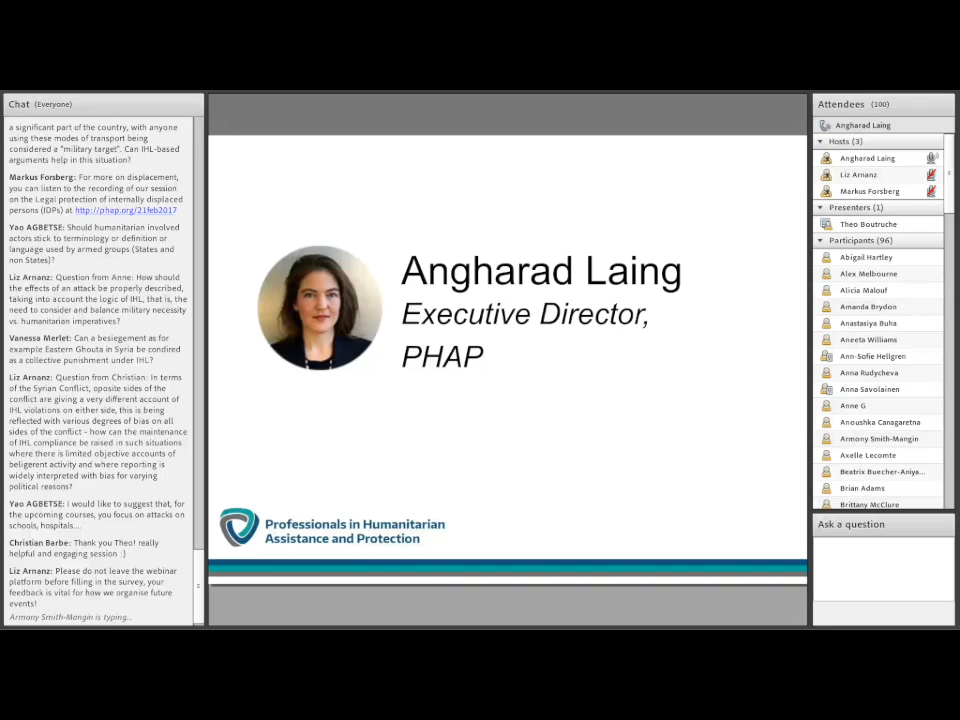 Chat (Everyone)
a significant part of the country, with anyone
using these modes of transport being
considered a "military target". Can IHL-based
arguments help in this situation?
Markus Forsberg: For more on displacement,
you can listen to the recording of our session
on the Legal protection of internally displaced
persons (IDPs) at http://phap.org/21feb2017
Yao AGBETSE: Should humanitarian involved
actors stick to terminology or definition or
language used by armed groups (States and
non States)?
Liz Arnanz: Question from Anne: How should
the effects of an attack be properly described,
taking into account the logic of IHL, that is, the
need to consider and balance military necessity
vs. humanitarian imperatives?
Vanessa Merlet: Can a besiegement as for
example Eastern Ghouta in Syria be condired
as a collective punishment under IHL?
Liz Arnanz: Question from Christian: In terms
of the Syrian Conflict, oposite sides of the
conflict are giving a very different account of
IHL violations on either side, this is being
reflected with various degrees of bias on all
sides of the conflict - how can the maintenance
of IHL compliance be raised in such situations
where there is limited objective accounts of
beligerent activity and where reporting is
widely interpreted with bias for varying
political reasons?
Yao AGBETSE: I would like to suggest that, for
the upcoming courses, you focus on attacks on
schools, hospitals....
Christian Barbe: Thank you Theo! really
helpful and engaging session :)
Liz Arnanz: Please do not leave the webinar
platform before filling in the survey, your
feedback is vital for how we organise future
events!
Armony Smith-Mangin is typing...
Angharad Laing
Executive Director,
PHAP
Professionals in Humanitarian
Assistance and Protection
Attendees (100)
Angharad Laing
Hosts (3)
Angharad Laing
Liz Arnanz
Markus Forsberg
Presenters (1)
Theo Boutruche
Participants (96)
Abigail Hartley
Alex Melbourne
Alicia Malouf
Amanda Brydon
Anastasiya Buha
Aneeta Williams
Ann-Sofie Hellgren
Anna Rudycheva
Anna Savolainen
Anne G
Anoushka Canagaretna
Armony Smith-Mangin
Axelle Lecomte
Beatrix Buecher-Aniya...
Brian Adams
Brittany McClure
Ask a question